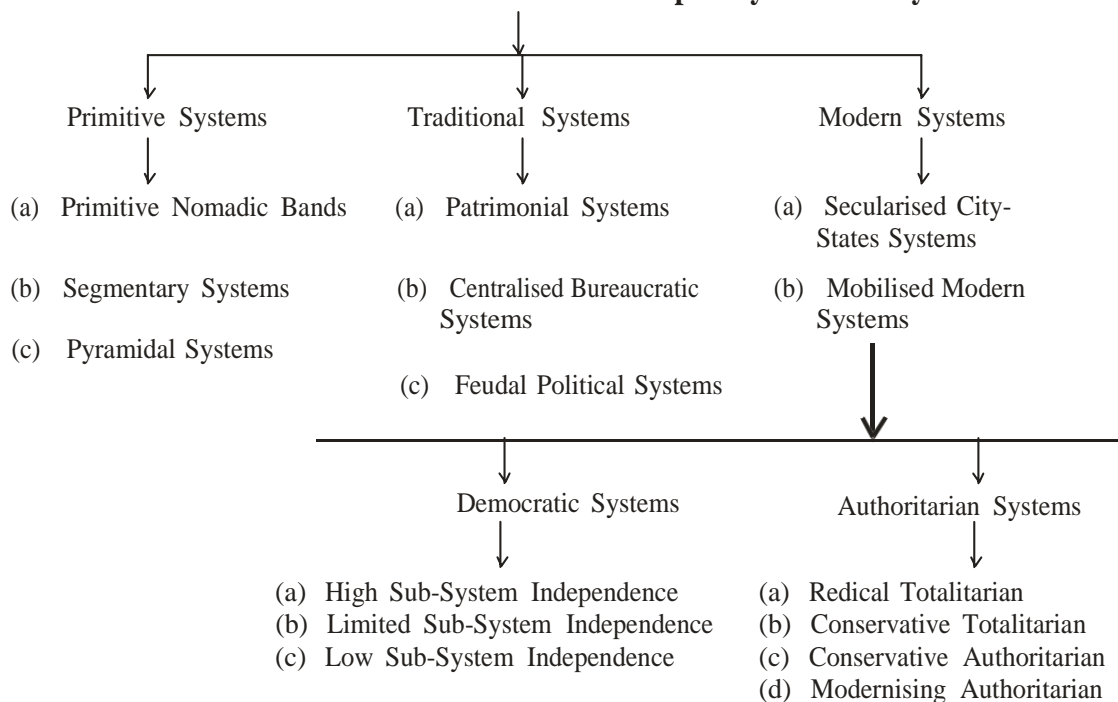 Primitive Systems
Traditional Systems
Modern Systems
(a) Primitive Nomadic Bands
(b) Segmentary Systems
(c) Pyramidal Systems
(a) Patrimonial Systems
(b) Centralised Bureaucratic
Systems
(c) Feudal Political Systems
(a) Secularised City-
States Systems
(b) Mobilised Modern
Systems
Democratic Systems
Authoritarian Systems
(a) High Sub-System Independence
(b) Limited Sub-System Independence
(c) Low Sub-System Independence
(a) Redical Totalitarian
(b) Conservative Totalitarian
(c) Conservative Authoritarian
(d) Modernising Authoritarian